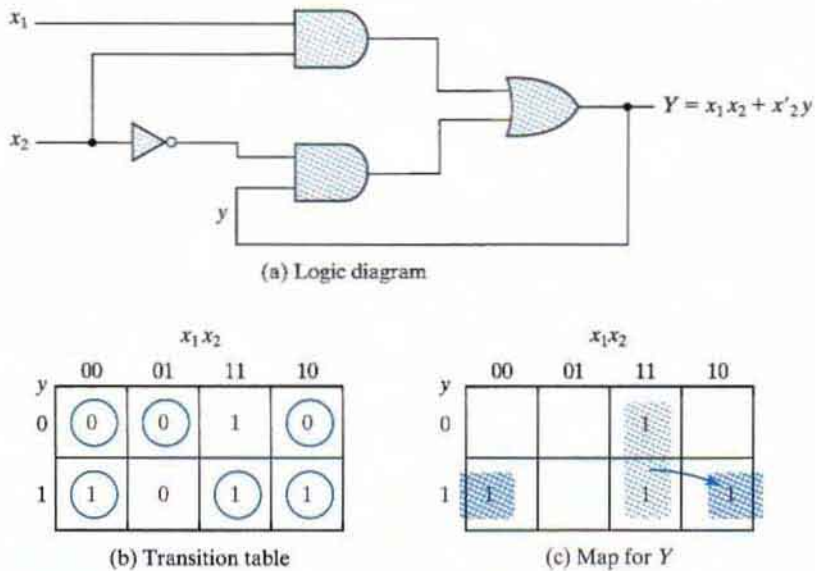 x₁
x₂
Y = x₁x₂ + x'₂y
y
(a) Logic diagram
x₁x₂
00 01 11 10
y
0 0 0 1 0
1 1 0 1 1
(b) Transition table
x₁x₂
00 01 11 10
y
0 1
1 1 1 1
(c) Map for Y